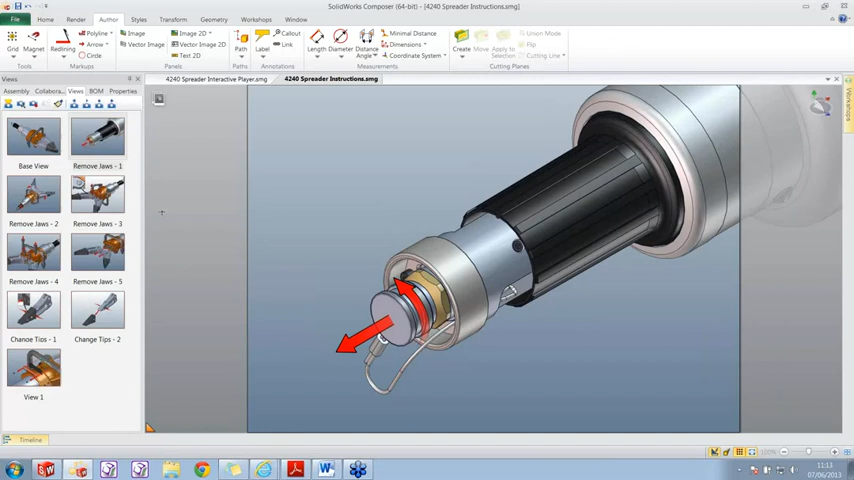 SolidWorks Composer (64-bit) - [4240 Spreader Instructions.smg]
File Home Render Author Styles Transform Geometry Workshops Window
Polyline Image Image 2D Callout Minimal Distance Flip
Arrow Vector Image Vector Image 2D Link Dimensions Cutting Line
Grid Magnet Redlining Circle Text 2D Path Label Length Diameter Distance Angle Coordinate System Create Move Apply to Selection
Markups Panels Paths Annotations Measurements Cutting Planes
Views
4240 Spreader Interactive Player.smg 4240 Spreader Instructions.smg
Assembly Collabora... Views BOM Properties
Workshops
Base View Remove Jaws - 1
Remove Jaws - 2 Remove Jaws - 3
Remove Jaws - 4 Remove Jaws - 5
Change Tips - 1 Change Tips - 2
View 1
Timeline
100%
11:13
07/06/2013